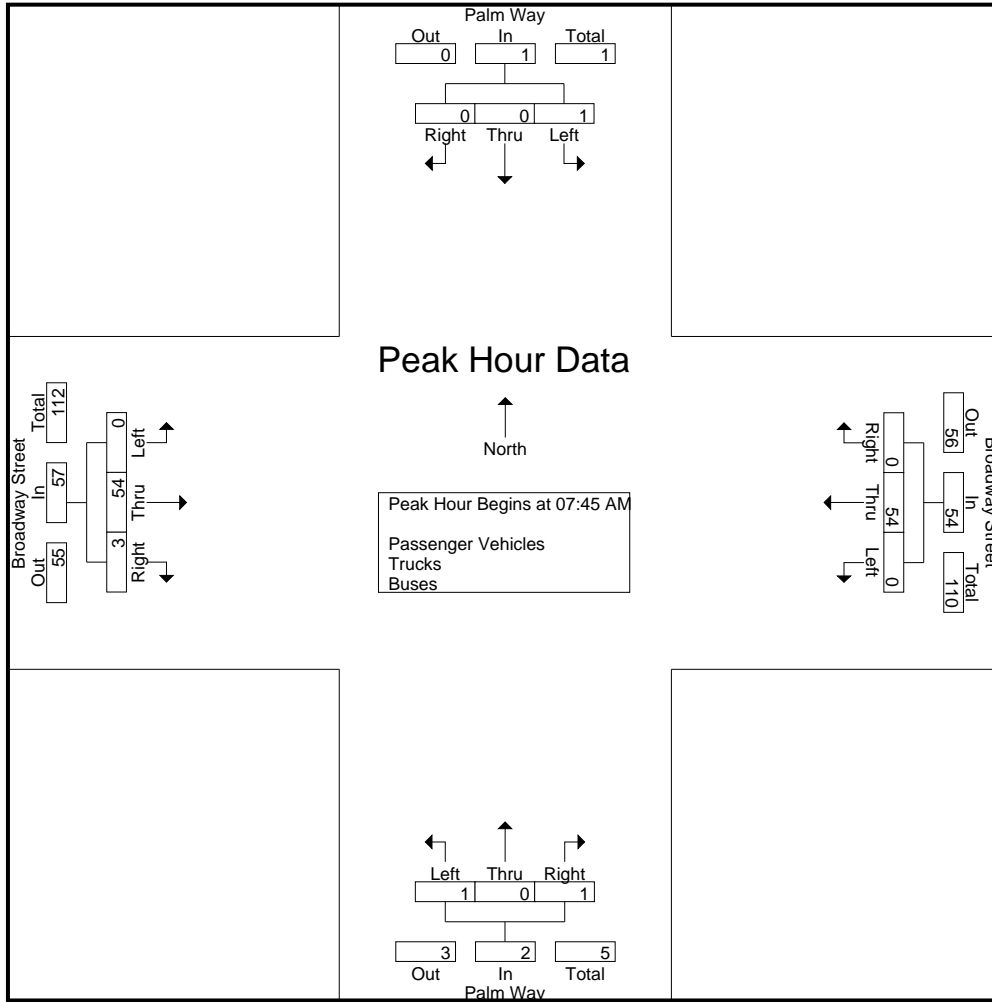 Palm Way
Out In Total
0 1 1
0 0 1
Right Thru Left
Peak Hour Data
North
Peak Hour Begins at 07:45 AM
Passenger Vehicles
Trucks
Buses
Broadway Street
Out In Total
55 57 112
0 54 3
Left Thru Right
Broadway Street
Out In Total
56 54 110
0 54 0
Right Thru Left
Left Thru Right
1 0 1
3 2 5
Out In Total
Palm Way